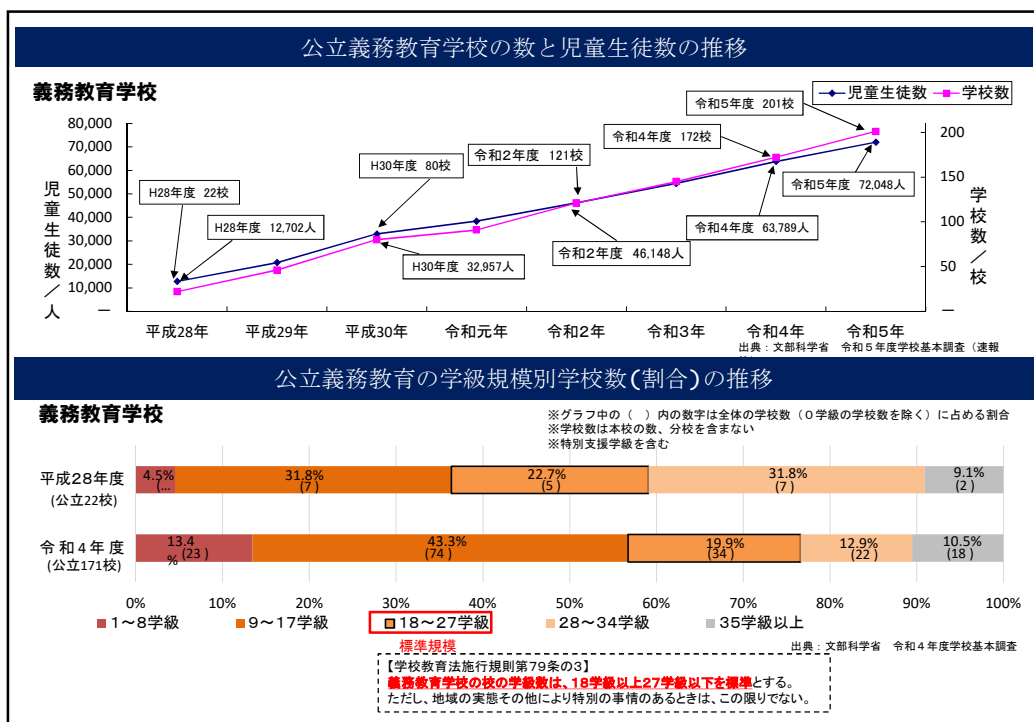 公立義務教育学校の数と児童生徒数の推移
義務教育学校
児童生徒数 学校数
児童生徒数／人
80,000
70,000
60,000
50,000
40,000
30,000
20,000
10,000
－
学校数／校
200
150
100
50
－
H28年度 22校
H28年度 12,702人
H30年度 80校
H30年度 32,957人
令和２年度 121校
令和２年度 46,148人
令和４年度 172校
令和４年度 63,789人
令和５年度 201校
令和５年度 72,048人
平成28年 平成29年 平成30年 令和元年 令和2年 令和3年 令和4年 令和5年
出典：文部科学省 令和５年度学校基本調査（速報
公立義務教育の学級規模別学校数(割合)の推移
義務教育学校
※グラフ中の（ ）内の数字は全体の学校数（０学級の学校数を除く）に占める割合
※学校数は本校の数、分校を含まない
※特別支援学級を含む
平成28年度
(公立22校)
4.5% 31.8% 22.7% 31.8% 9.1%
(... (7 ) (5 ) (7 ) (2 )
令和４年度
(公立171校)
13.4% 43.3% 19.9% 12.9% 10.5%
(23 ) (74 ) (34 ) (22 ) (18 )
0% 10% 20% 30% 40% 50% 60% 70% 80% 90% 100%
1～8学級 9～17学級 18～27学級 28～34学級 35学級以上
標準規模
出典：文部科学省 令和４年度学校基本調査
【学校教育法施行規則第79条の3】
義務教育学校の校の学級数は、18学級以上27学級以下を標準とする。
ただし、地域の実態その他により特別の事情のあるときは、この限りでない。